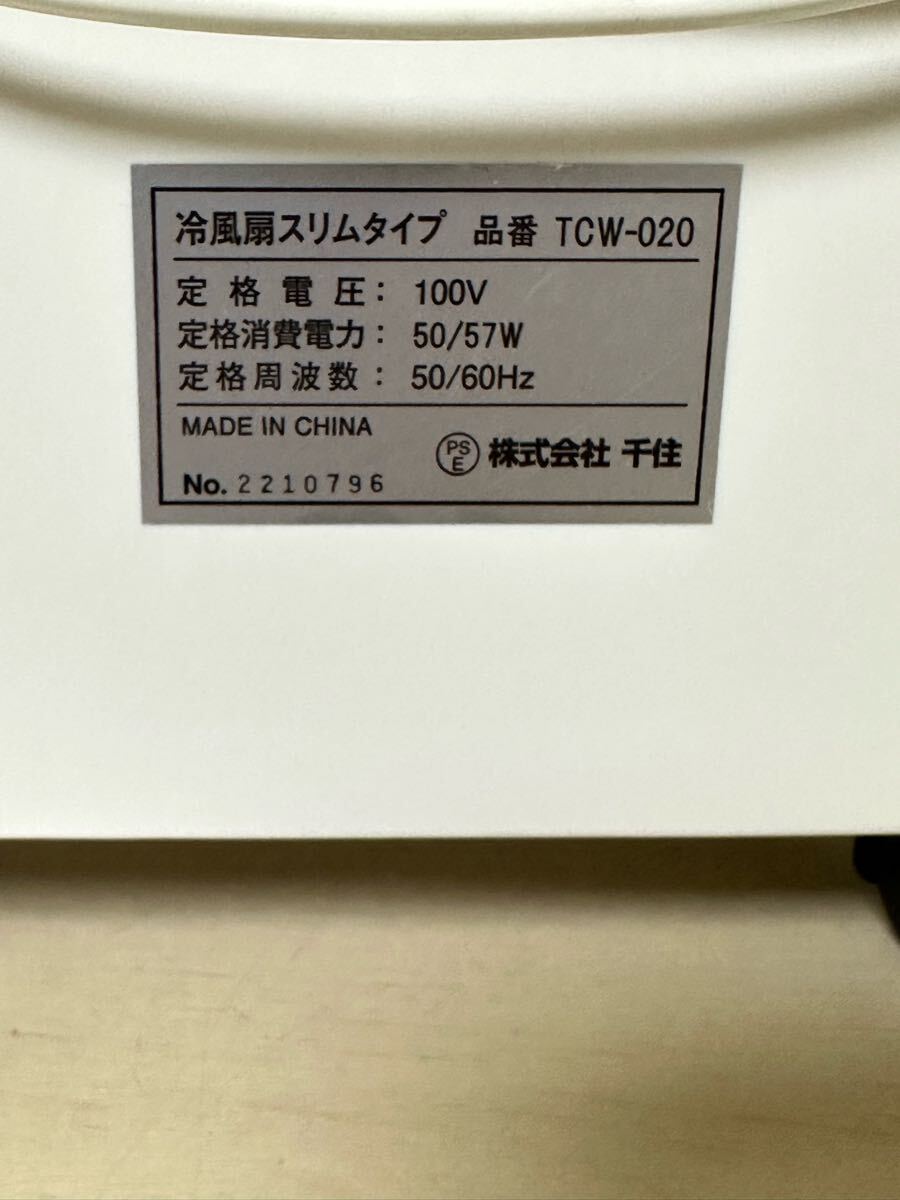 冷風扇スリムタイプ 品番 TCW-020
定格電圧: 100V
定格消費電力: 50/57W
定格周波数: 50/60Hz
MADE IN CHINA
PSE 株式会社 千住
No. 2210796